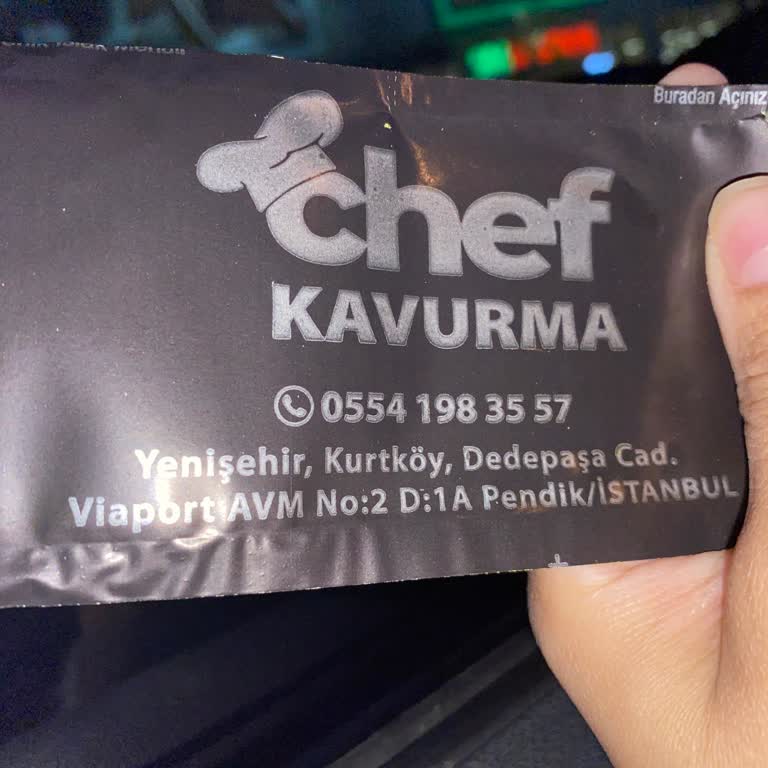 Buradan Açınız
chef
KAVURMA
0554 198 35 57
Yenişehir, Kurtköy, Dedepaşa Cad.
Viaport AVM No:2 D:1A Pendik/İSTANBUL